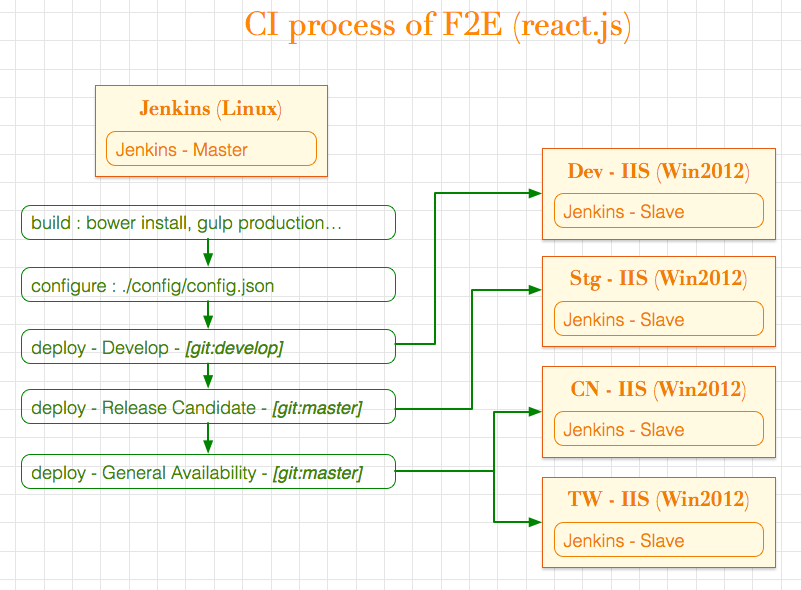 CI process of F2E (react.js)
Jenkins (Linux)
Jenkins - Master
build : bower install, gulp production...
configure : ./config/config.json
deploy - Develop - [git:develop]
deploy - Release Candidate - [git:master]
deploy - General Availability - [git:master]
Dev - IIS (Win2012)
Jenkins - Slave
Stg - IIS (Win2012)
Jenkins - Slave
CN - IIS (Win2012)
Jenkins - Slave
TW - IIS (Win2012)
Jenkins - Slave